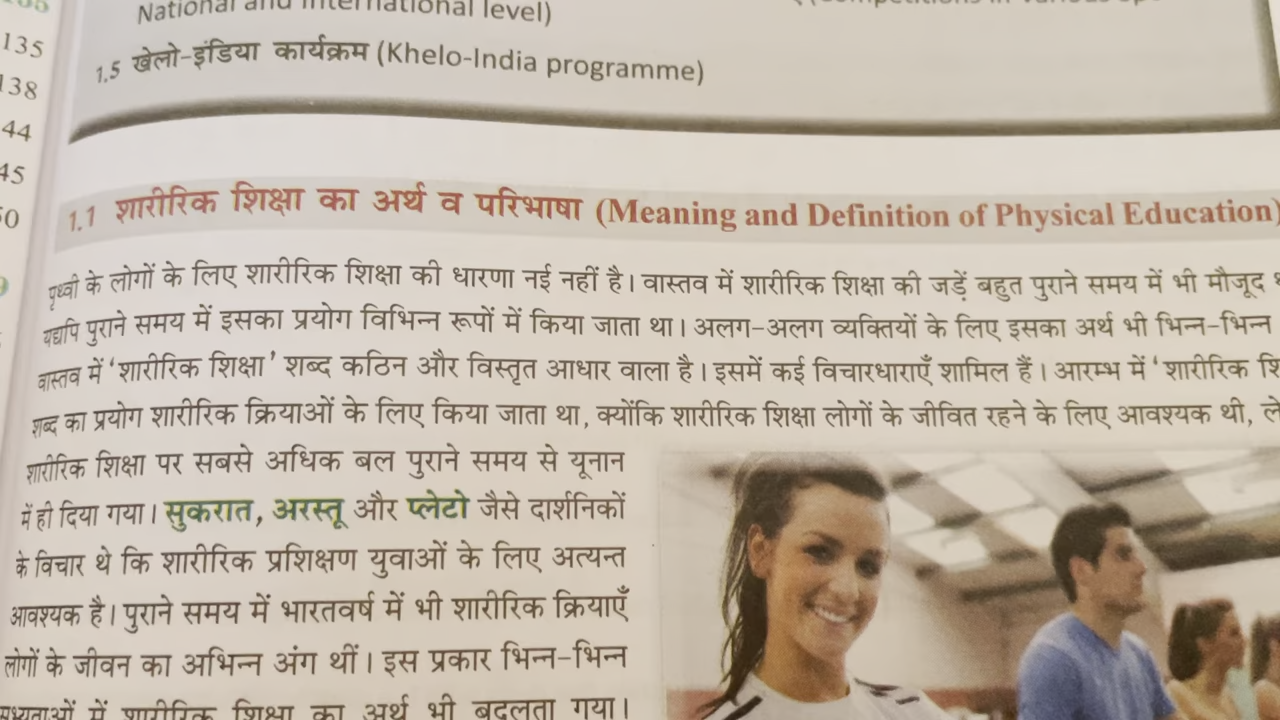 135
138
44
45
National and International level)
1.5 खेलो-इंडिया कार्यक्रम (Khelo-India programme)
1.1 शारीरिक शिक्षा का अर्थ व परिभाषा (Meaning and Definition of Physical Education)
पृथ्वी के लोगों के लिए शारीरिक शिक्षा की धारणा नई नहीं है। वास्तव में शारीरिक शिक्षा की जड़ें बहुत पुराने समय में भी मौजूद
यद्यपि पुराने समय में इसका प्रयोग विभिन्न रूपों में किया जाता था। अलग-अलग व्यक्तियों के लिए इसका अर्थ भी भिन्न-भिन्न
वास्तव में ‘शारीरिक शिक्षा’ शब्द कठिन और विस्तृत आधार वाला है। इसमें कई विचारधाराएँ शामिल हैं। आरम्भ में ‘शारीरिक
शब्द का प्रयोग शारीरिक क्रियाओं के लिए किया जाता था, क्योंकि शारीरिक शिक्षा लोगों के जीवित रहने के लिए आवश्यक थी,
शारीरिक शिक्षा पर सबसे अधिक बल पुराने समय से यूनान
में ही दिया गया। सुकरात, अरस्तू और प्लेटो जैसे दार्शनिकों
के विचार थे कि शारीरिक प्रशिक्षण युवाओं के लिए अत्यन्त
आवश्यक है। पुराने समय में भारतवर्ष में भी शारीरिक क्रियाएँ
लोगों के जीवन का अभिन्न अंग थीं। इस प्रकार भिन्न-भिन्न
सभ्यताओं में शारीरिक शिक्षा का अर्थ भी बदलता गया।